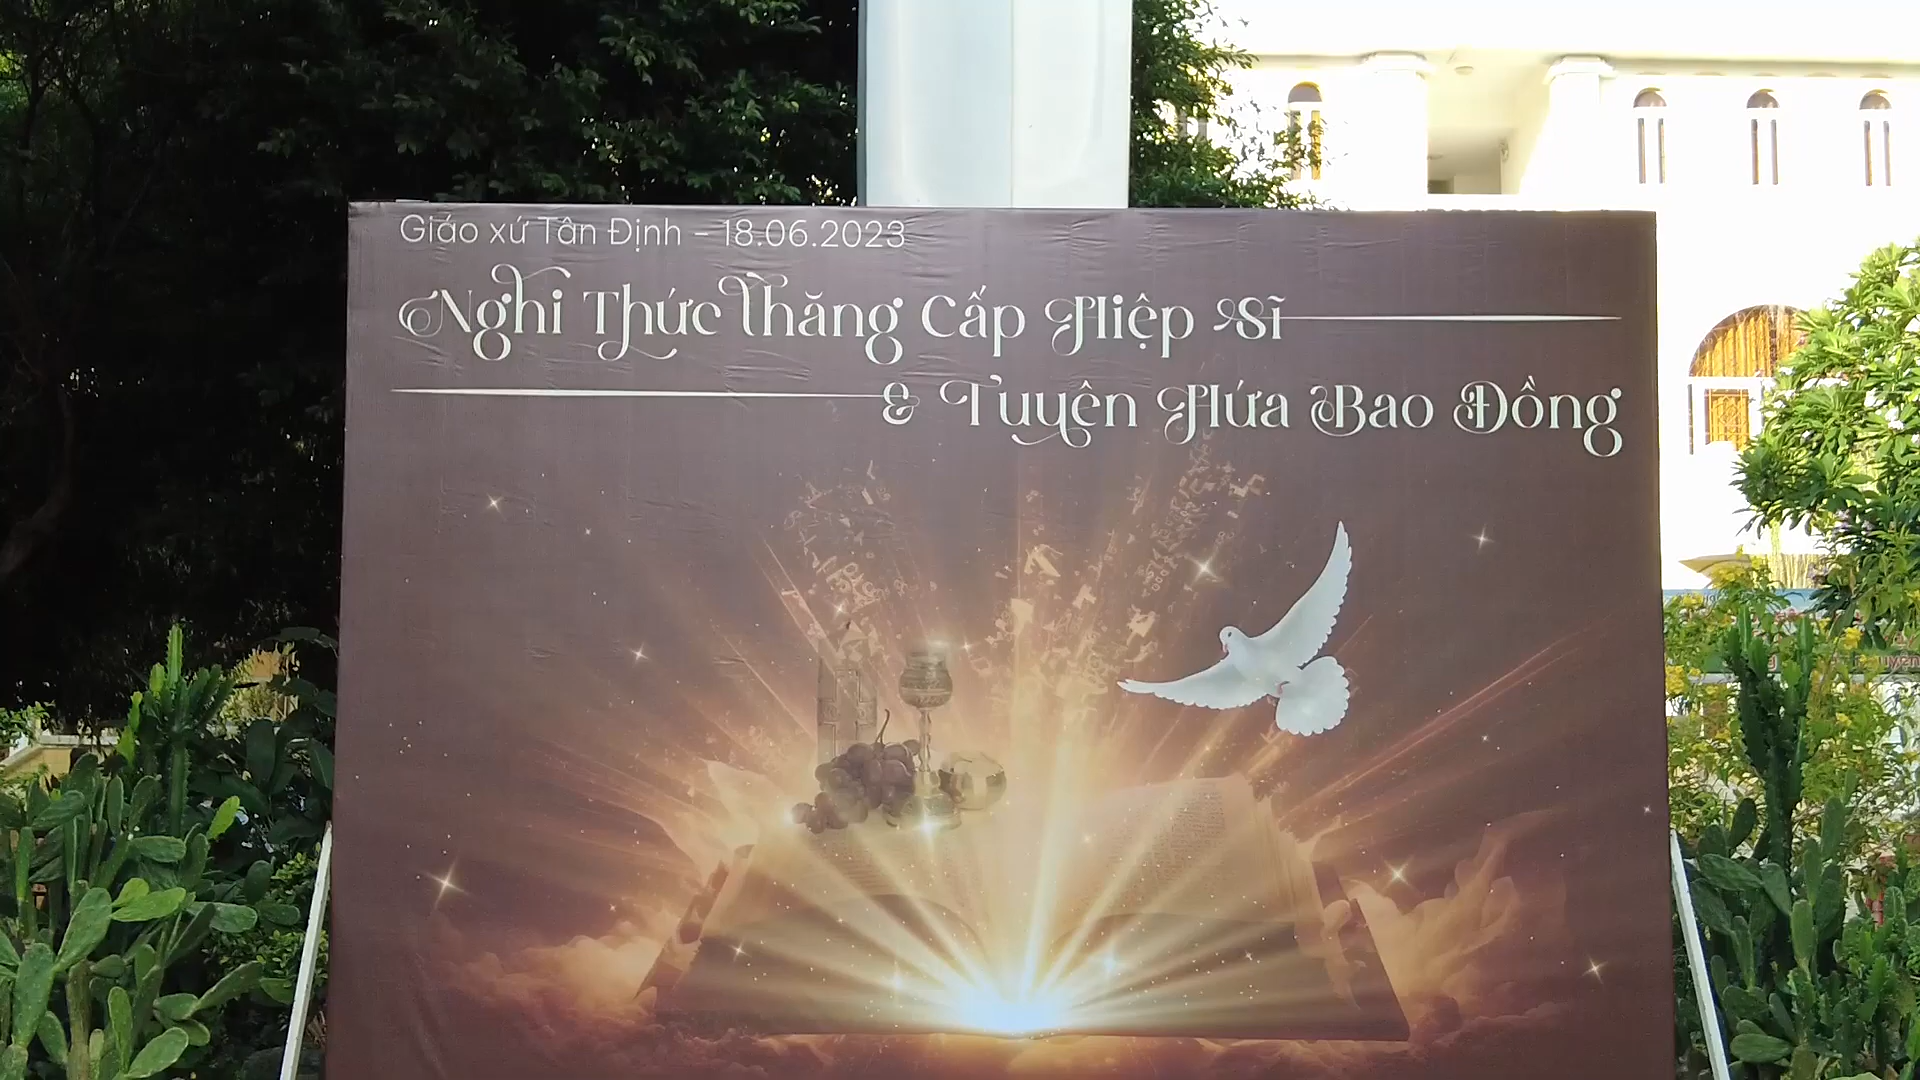 Giáo xứ Tân Định - 18.06.2023
Nghi Thức Thăng Cấp Hiệp Sĩ
& Tuyên Hứa Bao Đồng